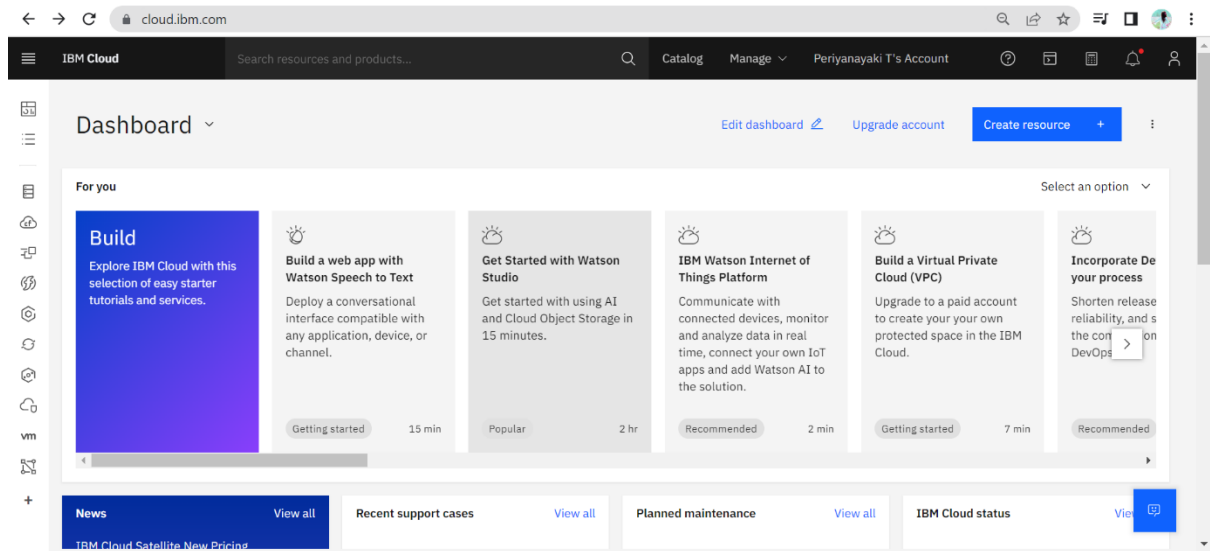 cloud.ibm.com
IBM Cloud
Search resources and products...
Catalog
Manage
Periyanayaki T's Account
Dashboard
Edit dashboard
Upgrade account
Create resource +
For you
Select an option
Build
Explore IBM Cloud with this
selection of easy starter
tutorials and services.
Build a web app with
Watson Speech to Text
Deploy a conversational
interface compatible with
any application, device, or
channel.
Getting started
15 min
Get Started with Watson
Studio
Get started with using AI
and Cloud Object Storage in
15 minutes.
Popular
2 hr
IBM Watson Internet of
Things Platform
Communicate with
connected devices, monitor
and analyze data in real
time, connect your own IoT
apps and add Watson AI to
the solution.
Recommended
2 min
Build a Virtual Private
Cloud (VPC)
Upgrade to a paid account
to create your your own
protected space in the IBM
Cloud.
Getting started
7 min
Incorporate De
your process
Shorten release
reliability, and s
the com on
DevOps
Recommended
cf
vm
+
News
View all
IBM Cloud Satellite New Pricing
Recent support cases
View all
Planned maintenance
View all
IBM Cloud status
Vie